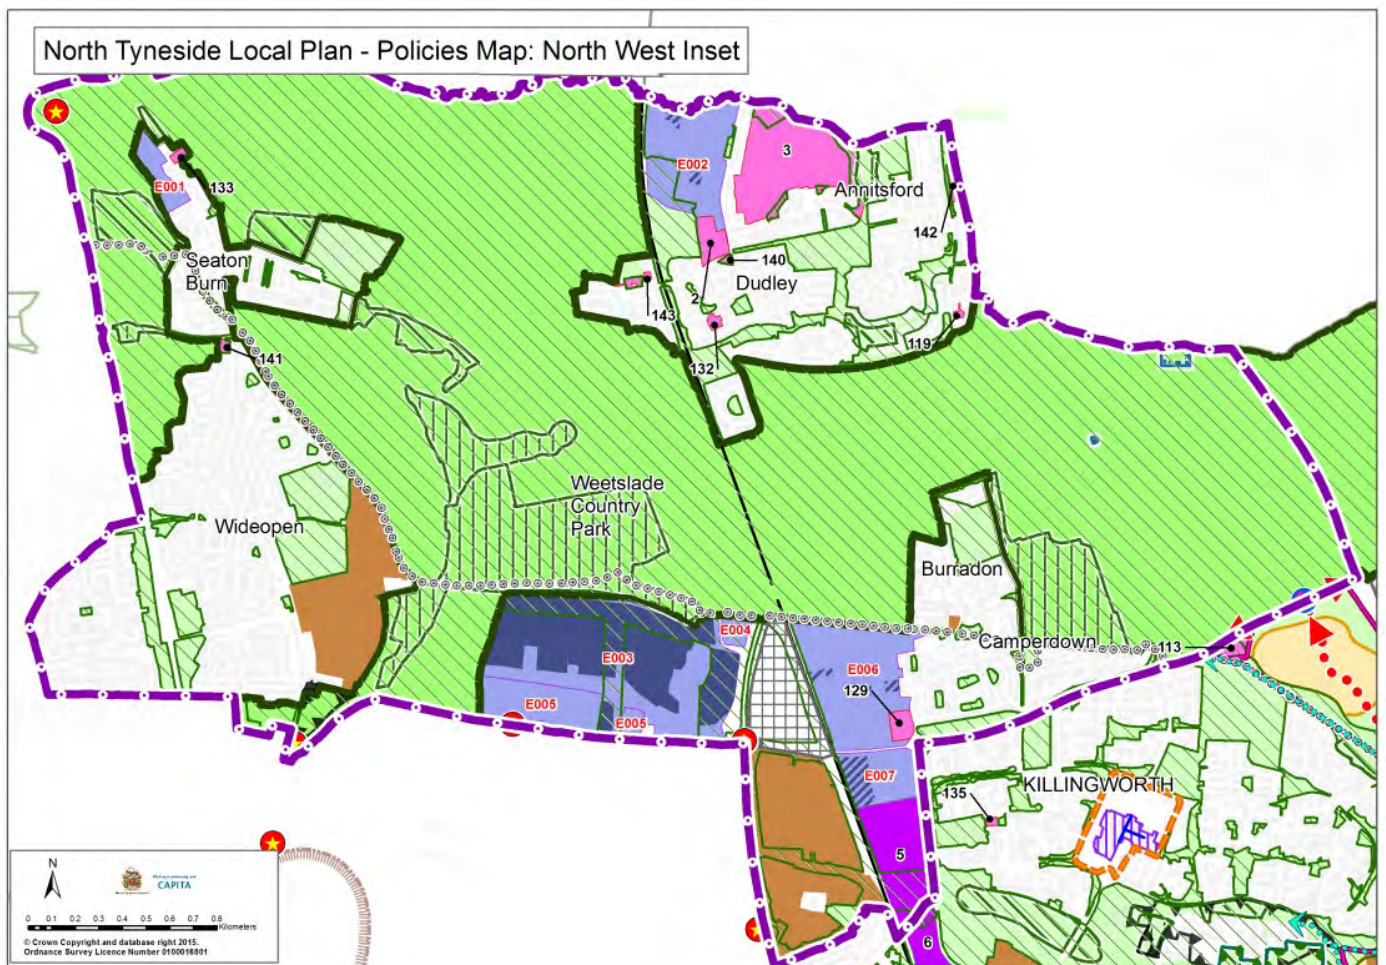 North Tyneside Local Plan - Policies Map: North West Inset
E001
133
E002
3
Annitsford
142
Seaton
Burn
140
Dudley
2
143
119
132
141
Weetslade
Country
Park
Wideopen
Burradon
E004
Camperdown
113
E003
E006
129
E005
E005
E007
KILLINGWORTH
135
5
6
N
CAPITA
0 0.1 0.2 0.3 0.4 0.5 0.6 0.7 0.8
Kilometers
© Crown Copyright and database right 2015.
Ordnance Survey Licence Number 0100016801